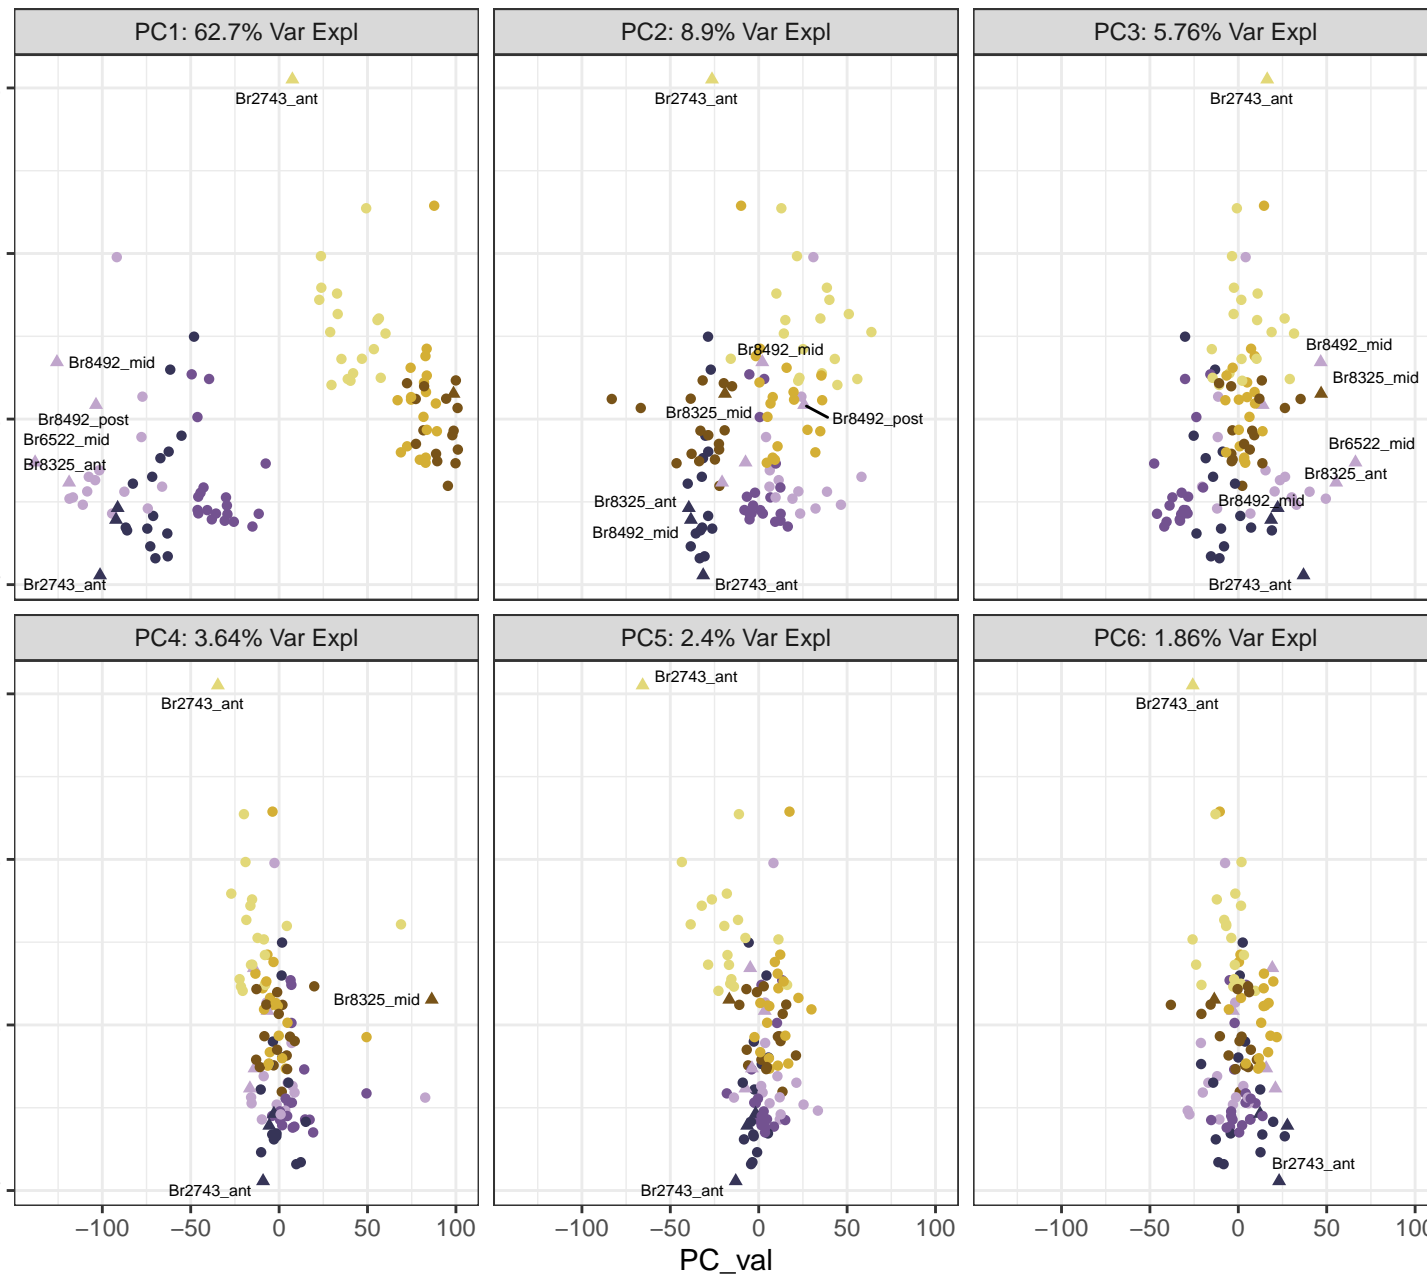 PC1: 62.7% Var Expl
PC2: 8.9% Var Expl
PC3: 5.76% Var Expl
Br2743_ant
Br8492_mid
Br8492_post
Br6522_mid
Br8325_ant
Br2743_ant
Br2743_ant
Br8492_mid
Br8325_mid
Br8492_post
Br8325_ant
Br8492_mid
Br2743_ant
Br2743_ant
Br8492_mid
Br8325_mid
Br6522_mid
Br8325_ant
Br8492_mid
Br2743_ant
PC4: 3.64% Var Expl
PC5: 2.4% Var Expl
PC6: 1.86% Var Expl
Br2743_ant
Br8325_mid
Br2743_ant
Br2743_ant
Br2743_ant
Br2743_ant
Br2743_ant
−100 −50 0 50 100
−100 −50 0 50 100
−100 −50 0 50
PC_val